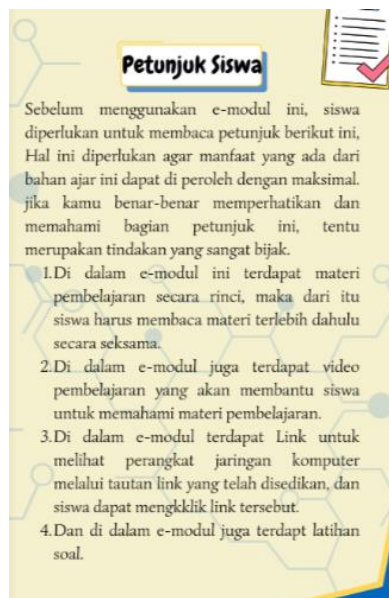 Petunjuk Siswa
Sebelum menggunakan e-modul ini, siswa
diperlukan untuk membaca petunjuk berikut ini,
Hal ini diperlukan agar manfaat yang ada dari
bahan ajar ini dapat di peroleh dengan maksimal.
jika kamu benar-benar memperhatikan dan
memahami bagian petunjuk ini, tentu
merupakan tindakan yang sangat bijak.
1.Di dalam e-modul ini terdapat materi
pembelajaran secara rinci, maka dari itu
siswa harus membaca materi terlebih dahulu
secara seksama.
2.Di dalam e-modul juga terdapat video
pembelajaran yang akan membantu siswa
untuk memahami materi pembelajaran.
3.Di dalam e-modul terdapat Link untuk
melihat perangkat jaringan komputer
melalui tautan link yang telah disedikan, dan
siswa dapat mengkklik link tersebut.
4.Dan di dalam e-modul juga terdapt latihan
soal.